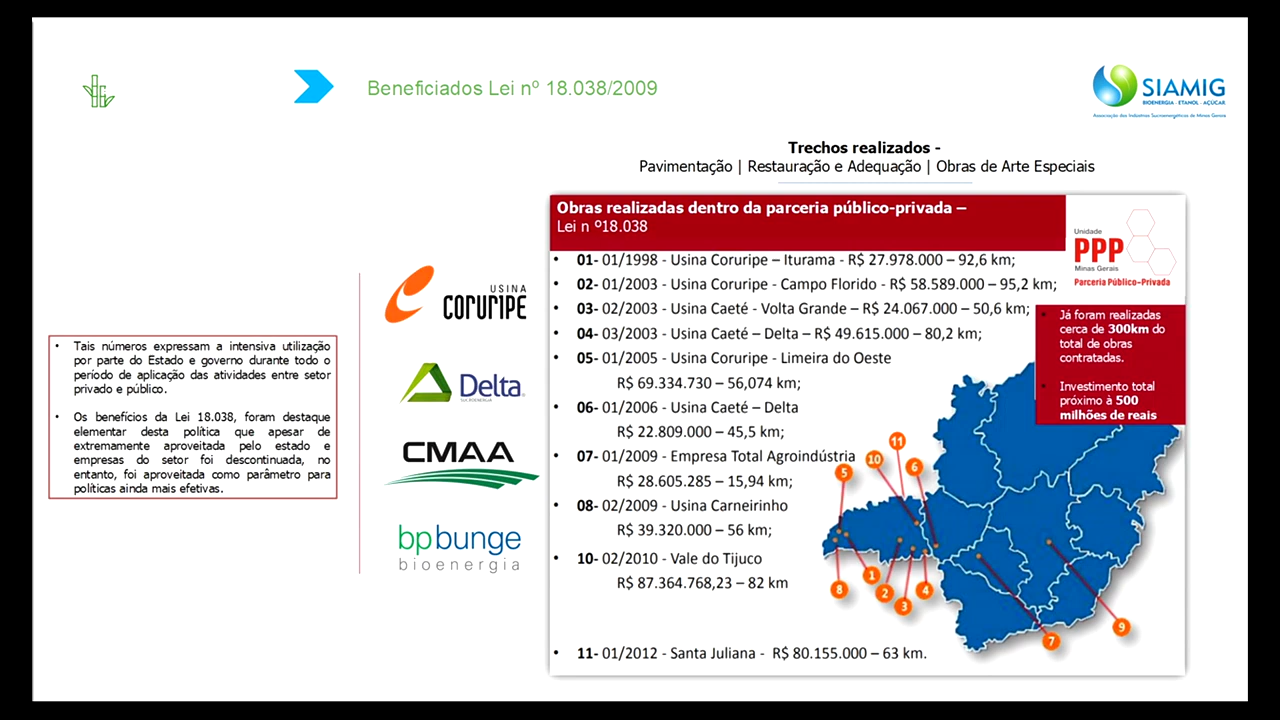 Beneficiados Lei nº 18.038/2009
SIAMIG
BIOENERGIA - ETANOL - AÇÚCAR
Associação das Indústrias Sucroenergéticas de Minas Gerais
Trechos realizados -
Pavimentação | Restauração e Adequação | Obras de Arte Especiais
• Tais números expressam a intensiva utilização
por parte do Estado e governo durante todo o
período de aplicação das atividades entre setor
privado e público.
• Os benefícios da Lei 18.038, foram destaque
elementar desta política que apesar de
extremamente aproveitada pelo estado e
empresas do setor foi descontinuada, no
entanto, foi aproveitada como parâmetro para
políticas ainda mais efetivas.
USINA
CORURIPE
Delta
CMAA
bpbunge
bioenergia
Obras realizadas dentro da parceria público-privada –
Lei n º18.038
Unidade
PPP
Minas Gerais
Parceria Público-Privada
• 01- 01/1998 - Usina Coruripe – Iturama - R$ 27.978.000 – 92,6 km;
• 02- 01/2003 - Usina Coruripe - Campo Florido - R$ 58.589.000 – 95,2 km;
• 03- 02/2003 - Usina Caeté - Volta Grande – R$ 24.067.000 – 50,6 km;
• 04- 03/2003 - Usina Caeté – Delta – R$ 49.615.000 – 80,2 km;
• 05- 01/2005 - Usina Coruripe - Limeira do Oeste
R$ 69.334.730 – 56,074 km;
• 06- 01/2006 - Usina Caeté – Delta
R$ 22.809.000 – 45,5 km;
• 07- 01/2009 - Empresa Total Agroindústria
R$ 28.605.285 – 15,94 km;
• 08- 02/2009 - Usina Carneirinho
R$ 39.320.000 – 56 km;
• 10- 02/2010 - Vale do Tijuco
R$ 87.364.768,23 – 82 km
• 11- 01/2012 - Santa Juliana - R$ 80.155.000 – 63 km.
• Já foram realizadas
cerca de 300km do
total de obras
contratadas.
• Investimento total
próximo à 500
milhões de reais
11
10
6
5
8
1
2
3
4
7
9